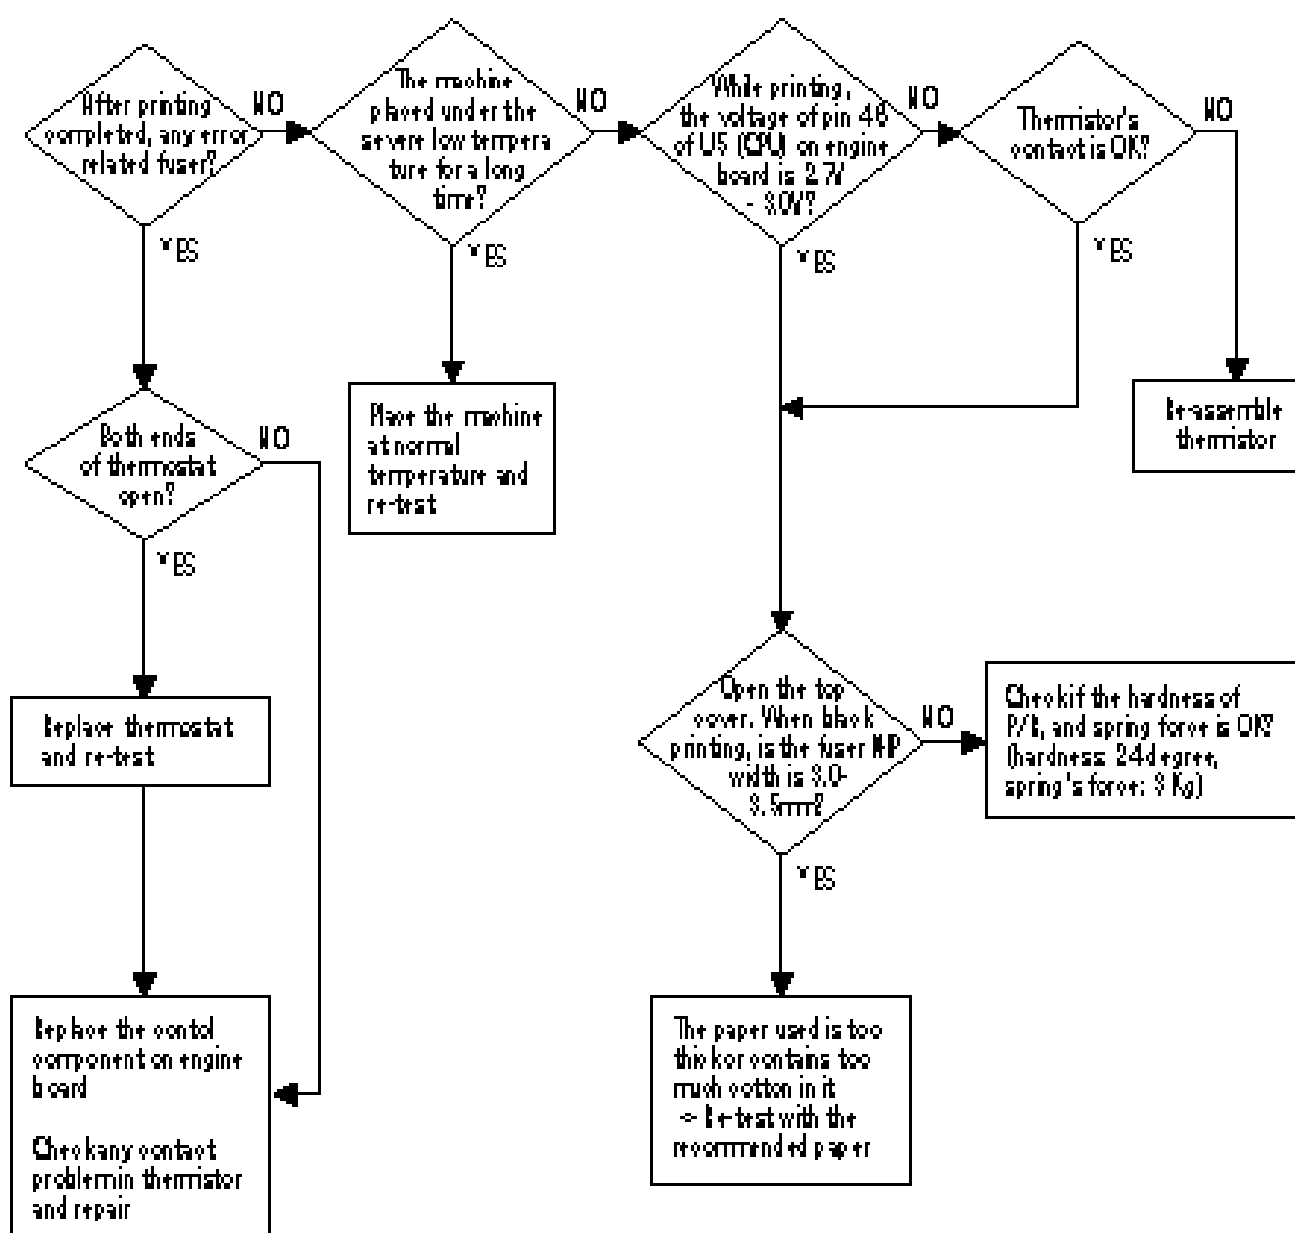 After printing
completed, any error
related fuser?
NO
YES
The machine
placed under the
severe low tempera
ture for a long
time?
NO
YES
While printing,
the voltage of pin 48
of U5 (CPU) on engine
board is 2.7V
- 3.0V?
NO
YES
Thermistor's
contact is OK?
NO
YES
Both ends
of thermostat
open?
NO
YES
Place the machine
at normal
temperature and
re-test
Re-assemble
thermistor
Replace thermostat
and re-test
Open the top
cover. When black
printing, is the fuser NIP
width is 3.0-
3.5mm?
NO
YES
Check if the hardness of
P/R, and spring force is OK?
(hardness: 24degree,
spring's force: 3 Kg)
Replace the contol
component on engine
board
Check any contact
problem in thermistor
and repair
The paper used is too
thick or contains too
much cotton in it
-> Re-test with the
recommended paper